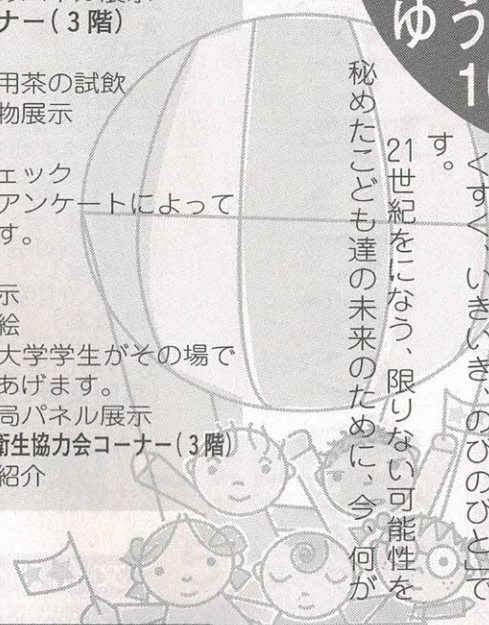 ナー(3階)
用茶の試飲
物展示
ェック
アンケートによって
す。
示
絵
大学学生がその場で
あげます。
局パネル展示
衛生協力会コーナー(3階)
紹介
ゆう
くすく、いきいき、のびのびと」で
す。
21世紀をになう、限りない可能性を
秘めたこども達の未来のために、今、何が